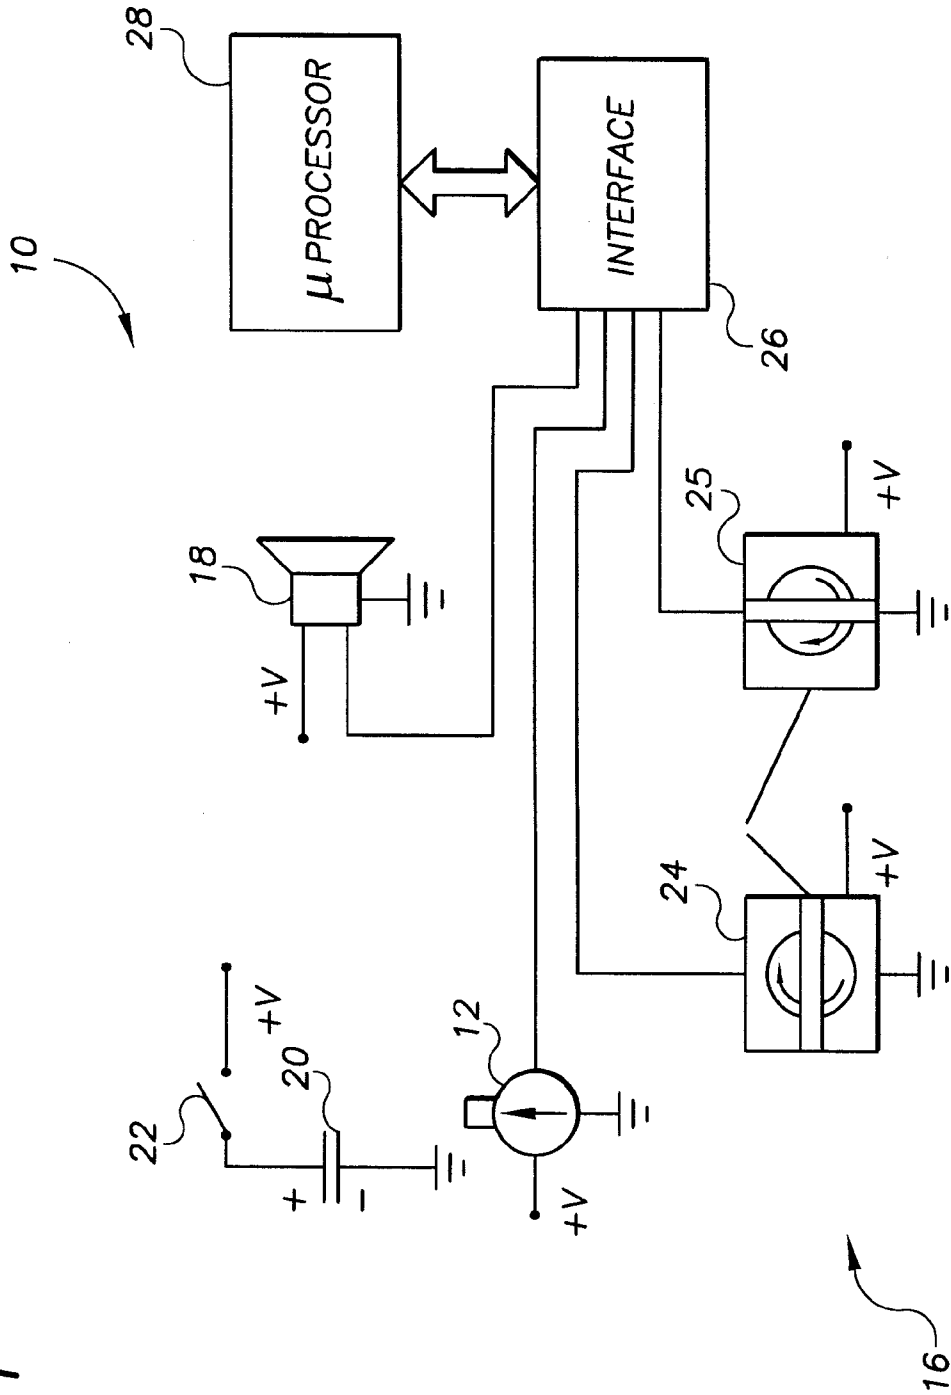 10
22
28
18
+V
+V
+
20
−
µPROCESSOR
12
+V
INTERFACE
24
25
26
+V
+V
16